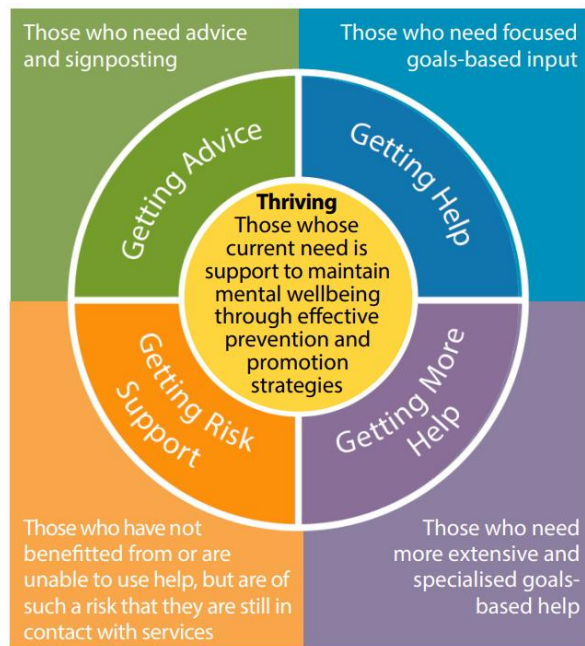 Those who need advice
and signposting
Those who need focused
goals-based input
Getting Advice
Getting Help
Thriving
Those whose
current need is
support to maintain
mental wellbeing
through effective
prevention and
promotion
strategies
Getting Risk
Support
Getting More
Help
Those who have not
benefitted from or are
unable to use help, but are of
such a risk that they are still in
contact with services
Those who need
more extensive and
specialised goals-
based help